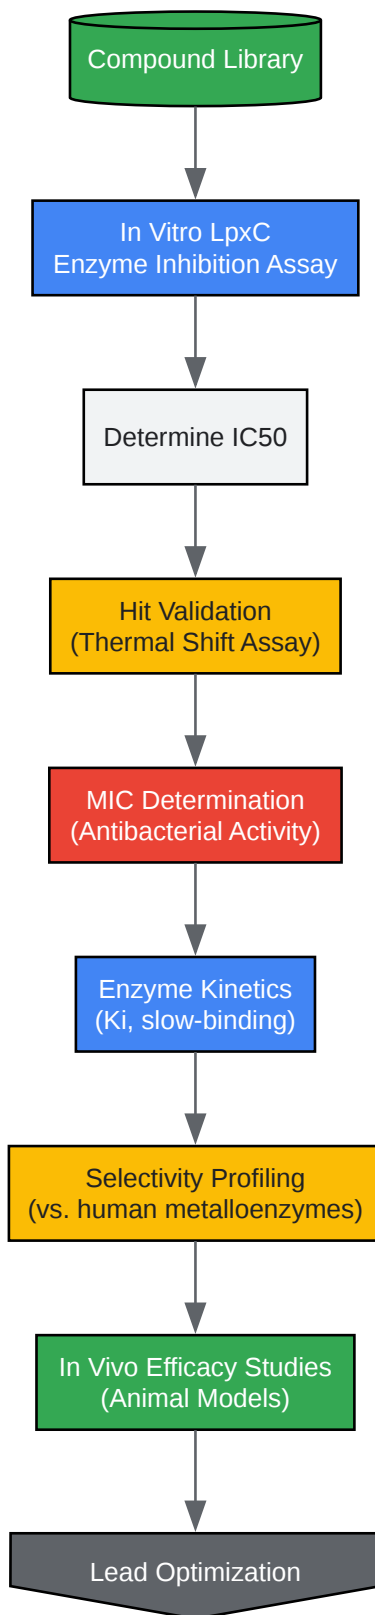 Compound Library
In Vitro LpxC
Enzyme Inhibition Assay
Determine IC50
Hit Validation
(Thermal Shift Assay)
MIC Determination
(Antibacterial Activity)
Enzyme Kinetics
(Ki, slow-binding)
Selectivity Profiling
(vs. human metalloenzymes)
In Vivo Efficacy Studies
(Animal Models)
Lead Optimization